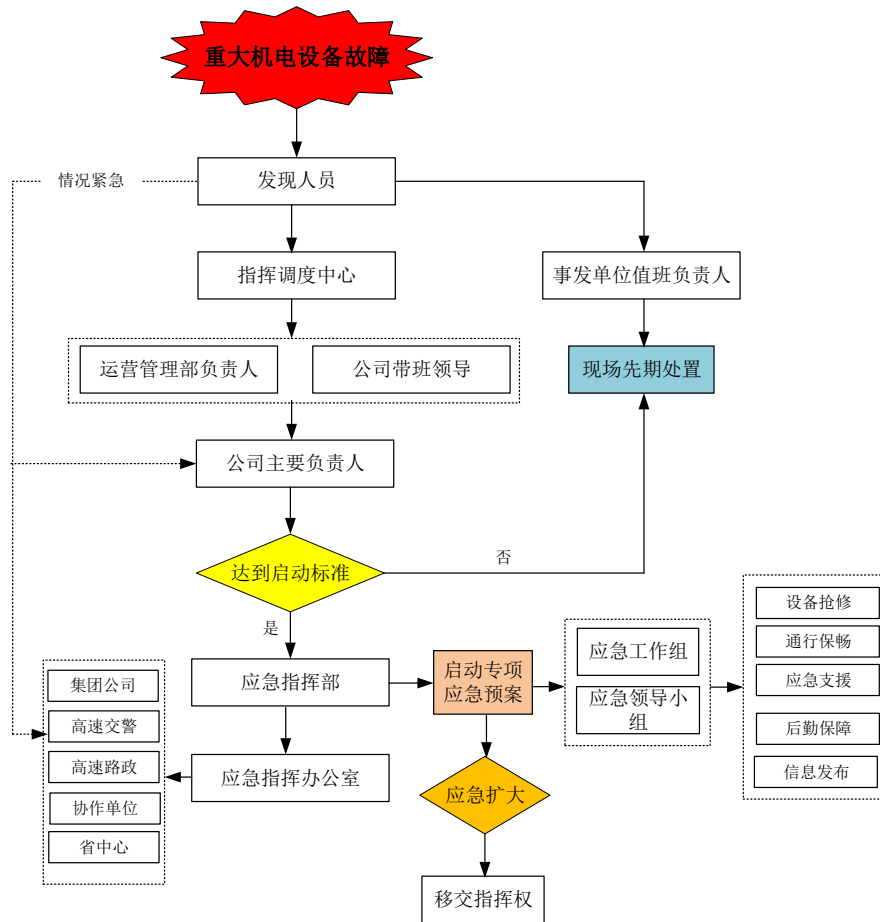 重大机电设备故障
情况紧急
发现人员
指挥调度中心
事发单位值班负责人
运营管理部负责人
公司带班领导
现场先期处置
公司主要负责人
否
达到启动标准
是
设备抢修
通行保畅
应急支援
后勤保障
信息发布
应急工作组
应急领导小
组
启动专项
应急预案
应急指挥部
集团公司
高速交警
高速路政
协作单位
省中心
应急指挥办公室
应急扩大
移交指挥权